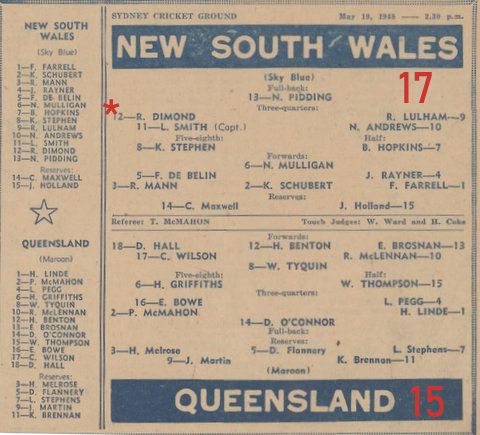 NEW SOUTH
WALES
(Sky Blue)
1—F. FARRELL
2—K. SCHUBERT
3—R. MANN
4—J. RAYNER
5—F. DE BELIN
6—N. MULLIGAN
7—B. HOPKINS
8—K. STEPHEN
9—R. LULHAM
10—N. ANDREWS
11—L. SMITH
12—R. DIMOND
13—N. PIDDING
Reserves:
14—C. MAXWELL
15—J. HOLLAND
QUEENSLAND
(Maroon)
1—H. LINDE
2—P. McMAHON
4—L. PEGG
6—H. GRIFFITHS
8—W. TYQUIN
10—R. McLENNAN
12—H. BENTON
13—E. BROSNAN
14—D. O'CONNOR
15—W. THOMPSON
16—E. BOWE
17—C. WILSON
18—D. HALL
Reserves:
3—H. MELROSE
5—D. FLANNERY
7—L. STEPHENS
9—J. MARTIN
11—K. BRENNAN
SYDNEY CRICKET GROUND May 19, 1948 — 2.30 p.m.
NEW SOUTH WALES
(Sky Blue)
17
Full-back:
13—N. PIDDING
Three-quarters:
* 12—R. DIMOND R. LULHAM—9
11—L. SMITH (Capt.) N. ANDREWS—10
Five-eighth: Half:
8—K. STEPHEN B. HOPKINS—7
Forwards:
6—N. MULLIGAN
5—F. DE BELIN J. RAYNER—4
3—R. MANN 2—K. SCHUBERT F. FARRELL—1
Reserves:
14—C. Maxwell J. Holland—15
Referee: T. McMAHON Touch Judges: W. Ward and H. Coke
Forwards:
18—D. HALL 12—H. BENTON E. BROSNAN—13
17—C. WILSON R. McLENNAN—10
8—W. TYQUIN
Five-eighth: Half:
6—H. GRIFFITHS W. THOMPSON—15
Three-quarters:
16—E. BOWE L. PEGG—4
2—P. McMAHON H. LINDE—1
14—D. O'CONNOR
Full-back:
Reserves:
3—H. Melrose 5—D. Flannery L. Stephens—7
9—J. Martin K. Brennan—11
(Maroon)
QUEENSLAND 15